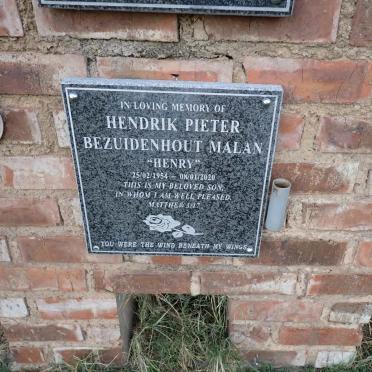 IN LOVING MEMORY OF
HENDRIK PIETER
BEZUIDENHOUT MALAN
"HENRY"
25/02/1954 - 08/01/2020
THIS IS MY BELOVED SON,
IN WHOM I AM WELL PLEASED.
MATTHEW 3:17
YOU WERE THE WIND BENEATH MY WINGS